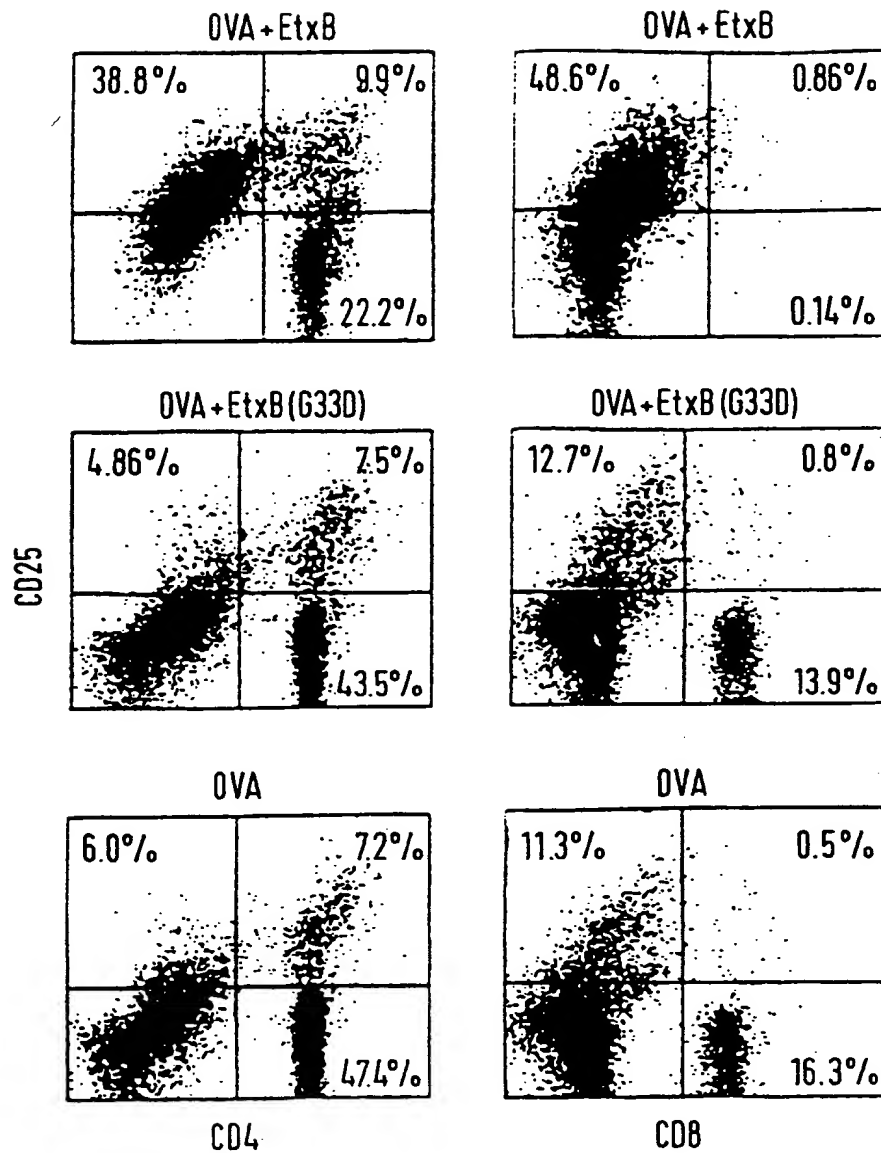 OVA+EtxB
OVA+EtxB
38.8%
9.9%
48.6%
0.86%
22.2%
0.14%
OVA+EtxB(G33D)
OVA+EtxB(G33D)
4.86%
7.5%
12.7%
0.8%
CD25
43.5%
13.9%
OVA
OVA
6.0%
7.2%
11.3%
0.5%
47.4%
16.3%
CD4
CD8